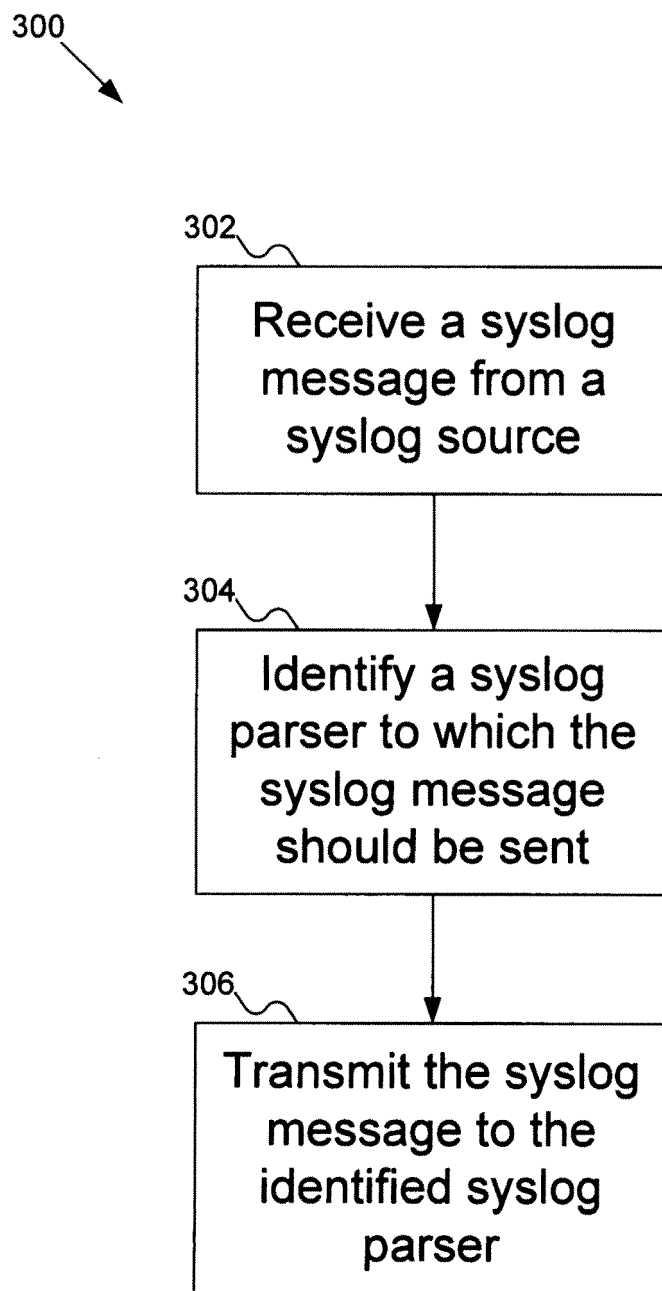 300
302
Receive a syslog
message from a
syslog source
304
Identify a syslog
parser to which the
syslog message
should be sent
306
Transmit the syslog
message to the
identified syslog
parser